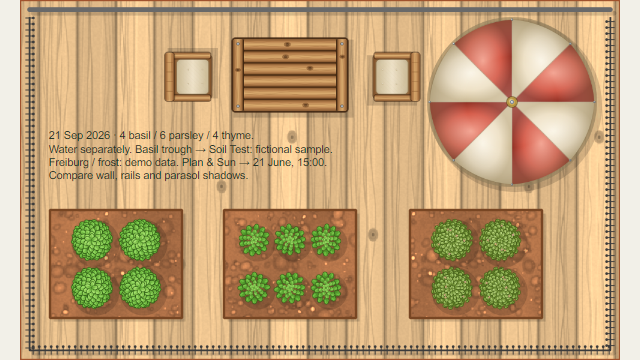 21 Sep 2026 · 4 basil / 6 parsley / 4 thyme.
Water separately. Basil trough → Soil Test: fictional sample.
Freiburg / frost: demo data. Plan & Sun → 21 June, 15:00.
Compare wall, rails and parasol shadows.